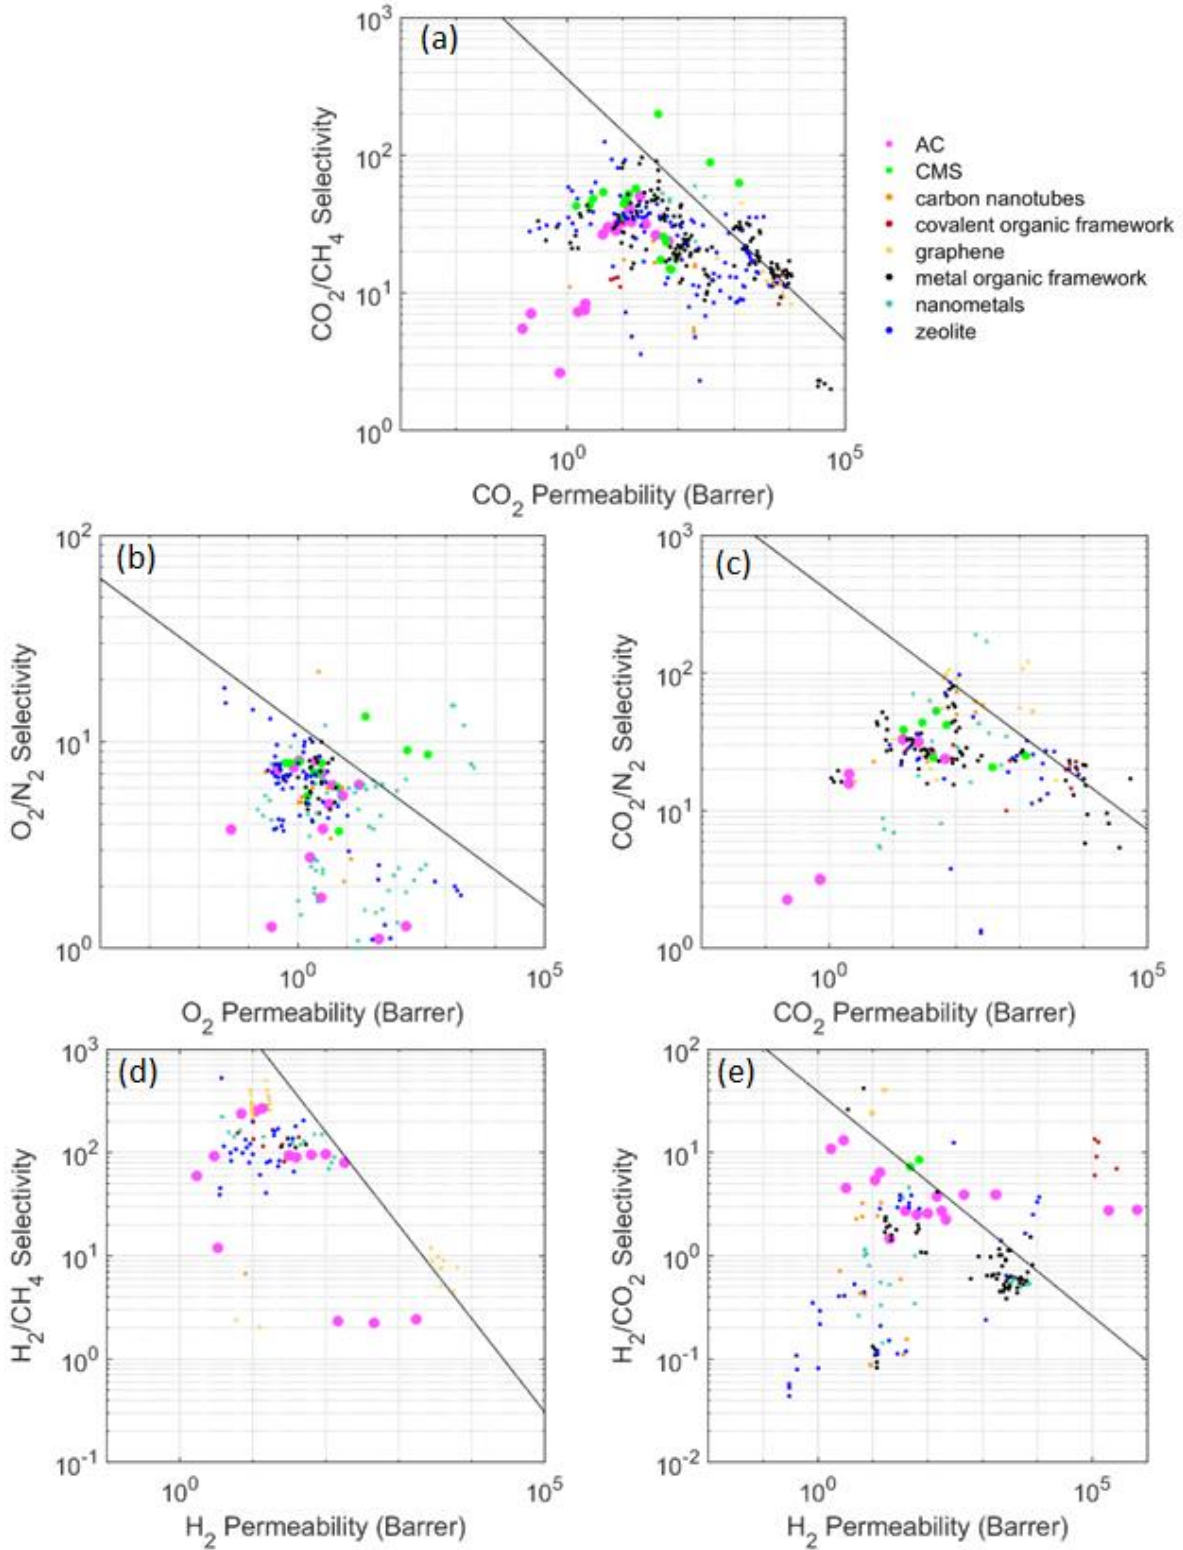 (a)
10³
10²
10¹
10⁰
CO₂/CH₄ Selectivity
10⁰
10⁵
CO₂ Permeability (Barrer)
AC
CMS
carbon nanotubes
covalent organic framework
graphene
metal organic framework
nanometals
zeolite
(b)
10²
10¹
10⁰
O₂/N₂ Selectivity
10⁰
10⁵
O₂ Permeability (Barrer)
(c)
10³
10²
10¹
10⁰
CO₂/N₂ Selectivity
10⁰
10⁵
CO₂ Permeability (Barrer)
(d)
10³
10²
10¹
10⁰
10⁻¹
H₂/CH₄ Selectivity
10⁰
10⁵
H₂ Permeability (Barrer)
(e)
10²
10¹
10⁰
10⁻¹
10⁻²
H₂/CO₂ Selectivity
10⁰
10⁵
H₂ Permeability (Barrer)